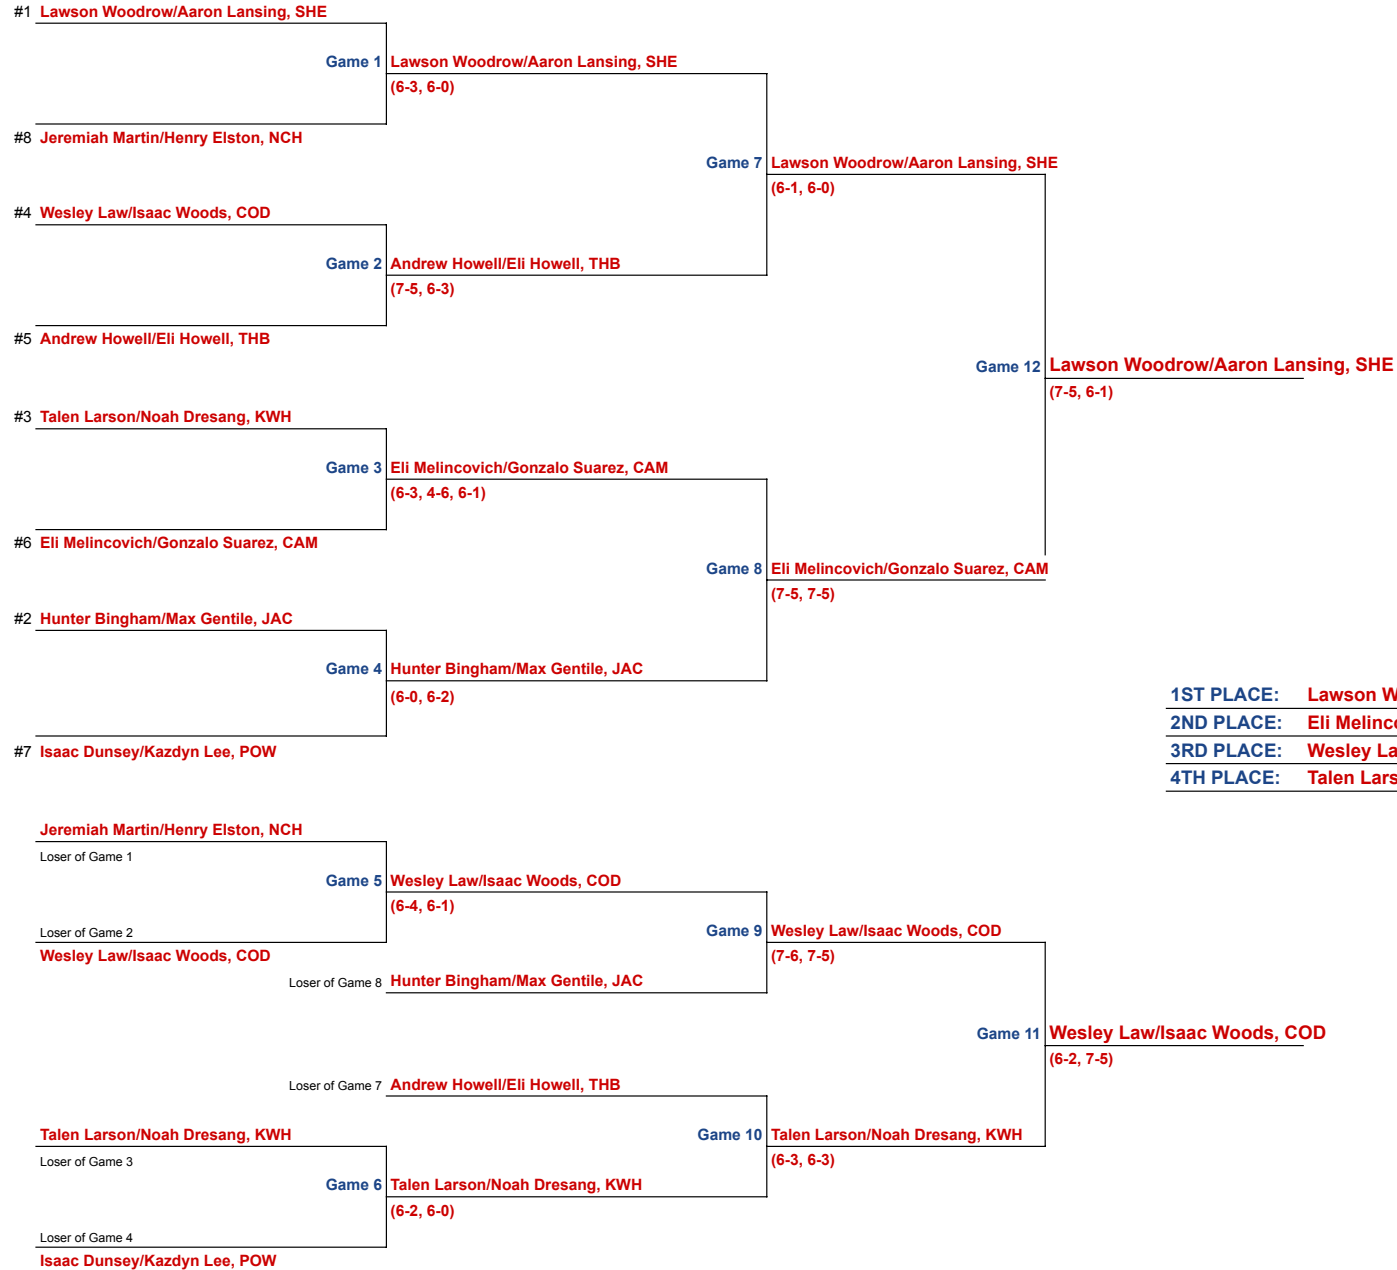 #1 Lawson Woodrow/Aaron Lansing, SHE
Game 1 Lawson Woodrow/Aaron Lansing, SHE
(6-3, 6-0)
#8 Jeremiah Martin/Henry Elston, NCH
Game 7 Lawson Woodrow/Aaron Lansing, SHE
(6-1, 6-0)
#4 Wesley Law/Isaac Woods, COD
Game 2 Andrew Howell/Eli Howell, THB
(7-5, 6-3)
#5 Andrew Howell/Eli Howell, THB
Game 12 Lawson Woodrow/Aaron Lansing, SHE
(7-5, 6-1)
#3 Talen Larson/Noah Dresang, KWH
Game 3 Eli Melincovich/Gonzalo Suarez, CAM
(6-3, 4-6, 6-1)
#6 Eli Melincovich/Gonzalo Suarez, CAM
Game 8 Eli Melincovich/Gonzalo Suarez, CAM
(7-5, 7-5)
#2 Hunter Bingham/Max Gentile, JAC
Game 4 Hunter Bingham/Max Gentile, JAC
(6-0, 6-2)
#7 Isaac Dunsey/Kazdyn Lee, POW
1ST PLACE: Lawson W
2ND PLACE: Eli Melinc
3RD PLACE: Wesley La
4TH PLACE: Talen Lars
Jeremiah Martin/Henry Elston, NCH
Loser of Game 1
Game 5 Wesley Law/Isaac Woods, COD
(6-4, 6-1)
Loser of Game 2
Wesley Law/Isaac Woods, COD
Game 9 Wesley Law/Isaac Woods, COD
(7-6, 7-5)
Loser of Game 8 Hunter Bingham/Max Gentile, JAC
Game 11 Wesley Law/Isaac Woods, COD
(6-2, 7-5)
Loser of Game 7 Andrew Howell/Eli Howell, THB
Talen Larson/Noah Dresang, KWH
Loser of Game 3
Game 10 Talen Larson/Noah Dresang, KWH
(6-3, 6-3)
Game 6 Talen Larson/Noah Dresang, KWH
(6-2, 6-0)
Loser of Game 4
Isaac Dunsey/Kazdyn Lee, POW